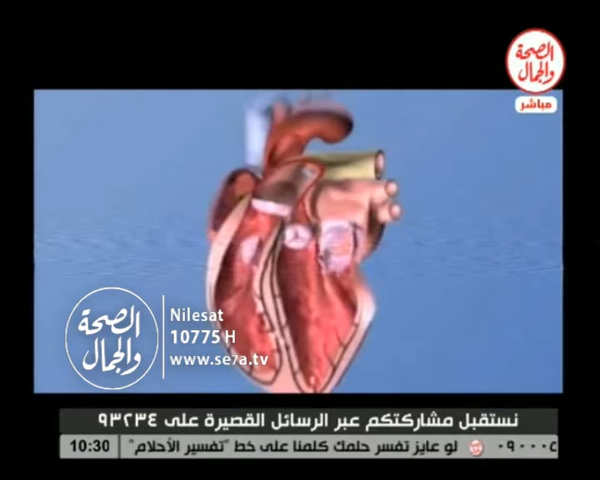 الصحة
والجمال
مباشر
الصحة
والجمال
Nilesat
10775 H
www.se7a.tv
نستقبل مشاركتكم عبر الرسائل القصيرة على ٩٣٢٣٤
٠٩٠٠٠٥ لو عايز تفسر حلمك كلمنا على خط "تفسير الأحلام"
10:30